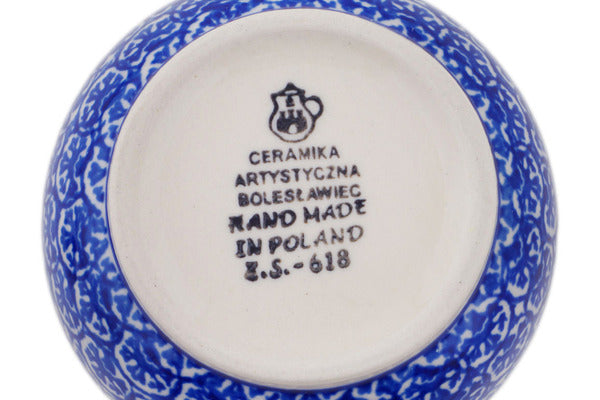 CERAMIKA
ARTYSTYCZNA
BOLESŁAWIEC
HAND MADE
IN POLAND
Z.S.-618